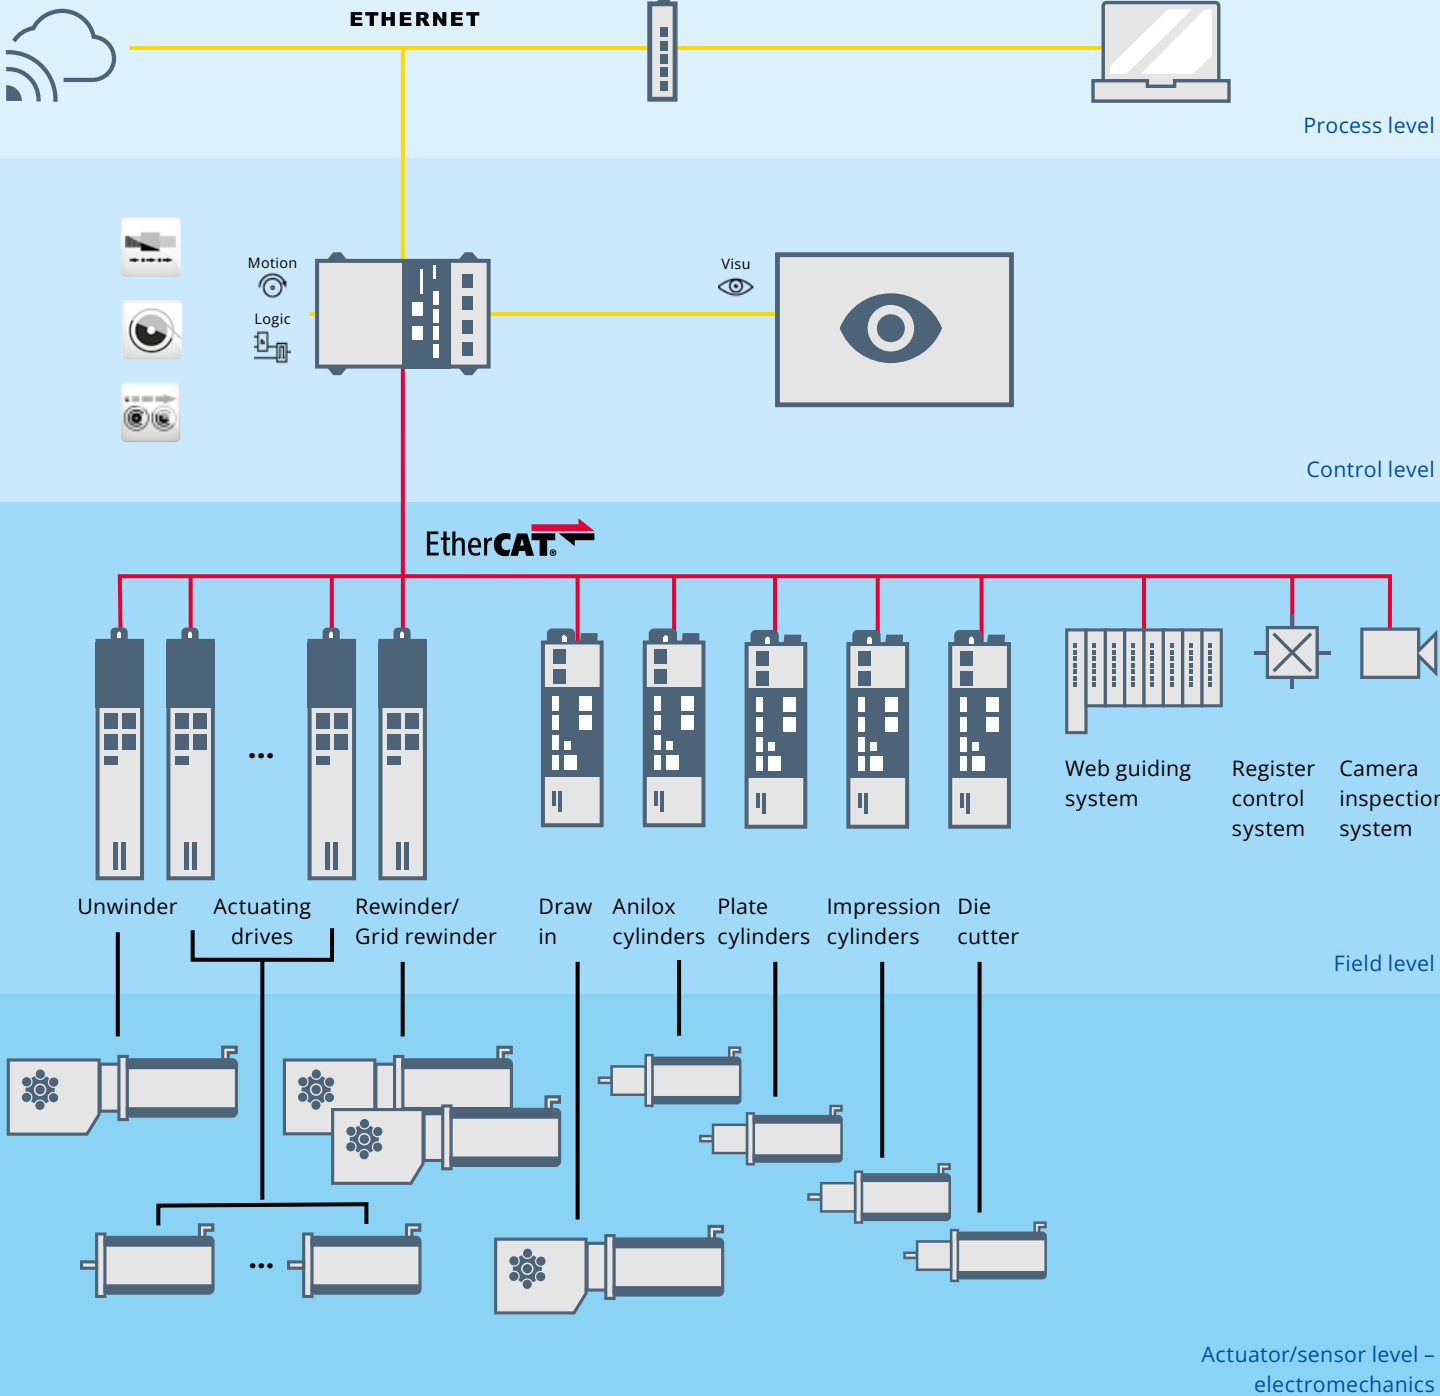 ETHERNET
Process level
Motion
Logic
Visu
Control level
EtherCAT®
...
Web guiding
system
Register
control
system
Camera
inspection
system
Unwinder
Actuating
drives
Rewinder/
Grid rewinder
Draw
in
Anilox
cylinders
Plate
cylinders
Impression
cylinders
Die
cutter
Field level
...
Actuator/sensor level –
electromechanics